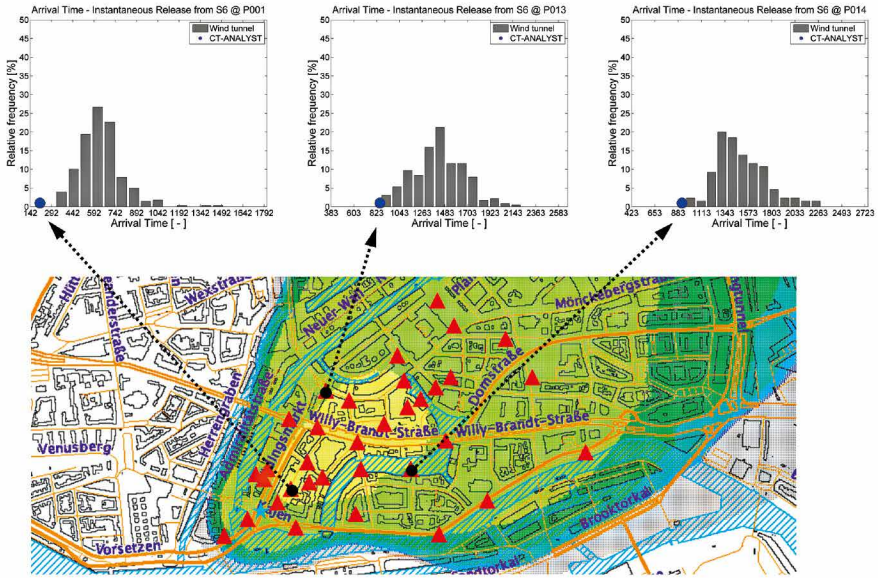 Arrival Time - Instantaneous Release from S6 @ P001
Wind tunnel
CT-ANALYST
Relative frequency [%]
50
45
40
35
30
25
20
15
10
5
0
142 292 442 592 742 892 1042 1192 1342 1492 1642 1792
Arrival Time [ - ]
Arrival Time - Instantaneous Release from S6 @ P013
Wind tunnel
CT-ANALYST
Relative frequency [%]
50
45
40
35
30
25
20
15
10
5
0
383 603 823 1043 1263 1483 1703 1923 2143 2363 2583
Arrival Time [ - ]
Arrival Time - Instantaneous Release from S6 @ P014
Wind tunnel
CT-ANALYST
Relative frequency [%]
50
45
40
35
30
25
20
15
10
5
0
423 653 883 1113 1343 1573 1803 2033 2263 2493 2723
Arrival Time [ - ]
Wexstraße
Neuer-Wall
Mönckebergstraße
Herrengraben
Admiralitätstraße
Domstraße
Willy-Brandt-Straße
Willy-Brandt-Straße
Venusberg
Vorsetzen
Brooktorkai